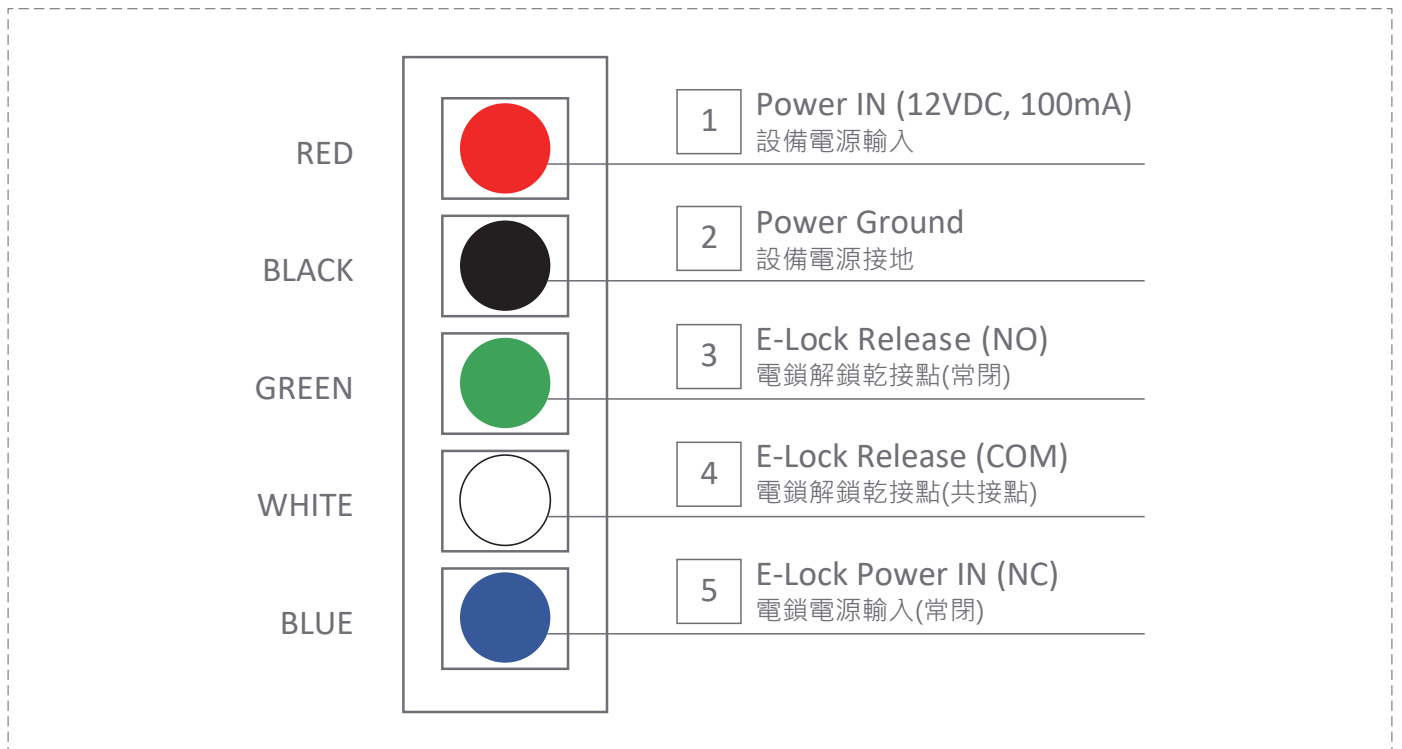 RED
1
Power IN (12VDC, 100mA)
設備電源輸入
BLACK
2
Power Ground
設備電源接地
GREEN
3
E-Lock Release (NO)
電鎖解鎖乾接點(常閉)
WHITE
4
E-Lock Release (COM)
電鎖解鎖乾接點(共接點)
BLUE
5
E-Lock Power IN (NC)
電鎖電源輸入(常閉)